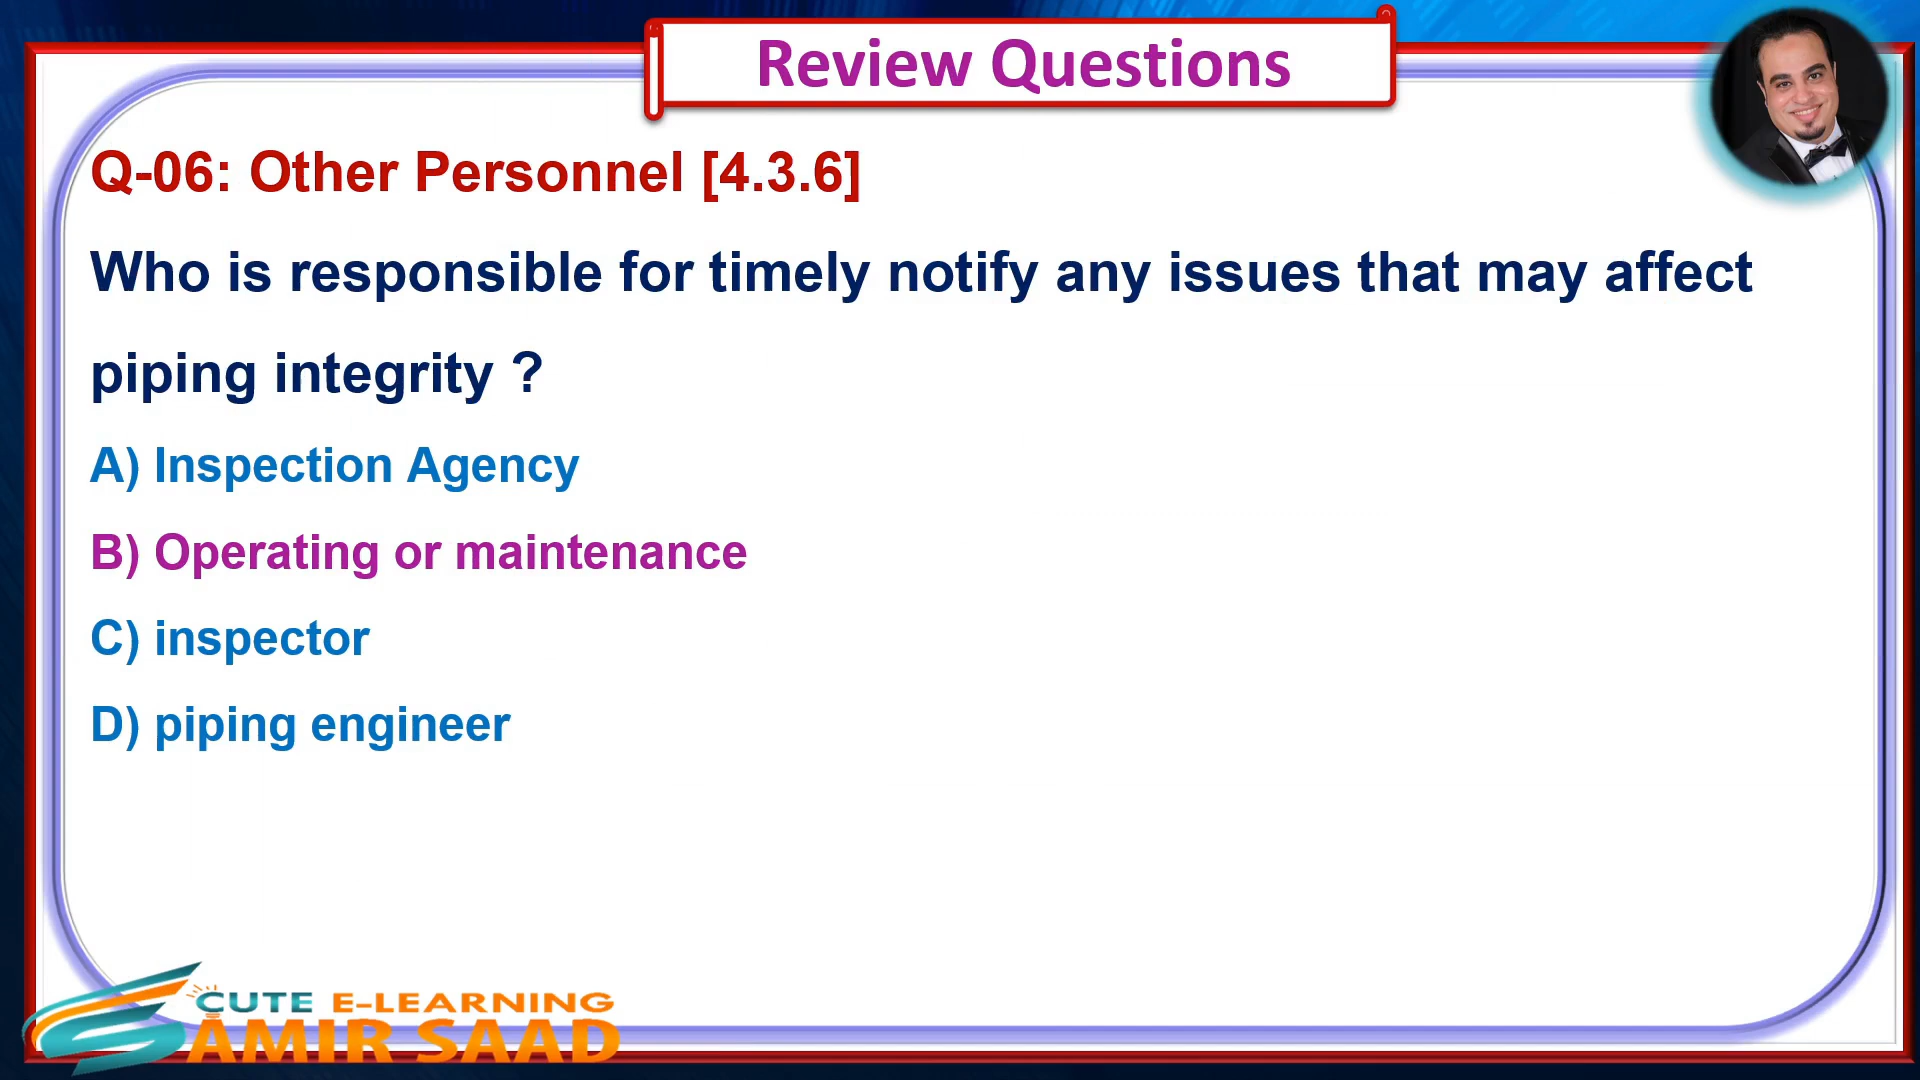 Review Questions
Q-06: Other Personnel [4.3.6]
Who is responsible for timely notify any issues that may affect
piping integrity ?
A) Inspection Agency
B) Operating or maintenance
C) inspector
D) piping engineer
CUTE E-LEARNING
AMIR SAAD